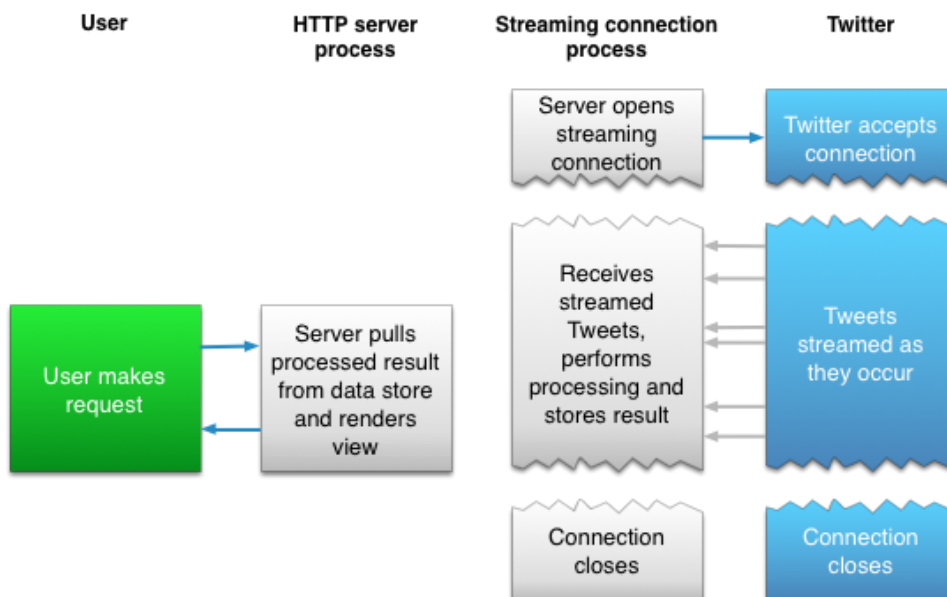 User
HTTP server
process
Streaming connection
process
Twitter
Server opens
streaming
connection
Twitter accepts
connection
User makes
request
Server pulls
processed result
from data store
and renders
view
Receives
streamed
Tweets,
performs
processing and
stores result
Tweets
streamed as
they occur
Connection
closes
Connection
closes